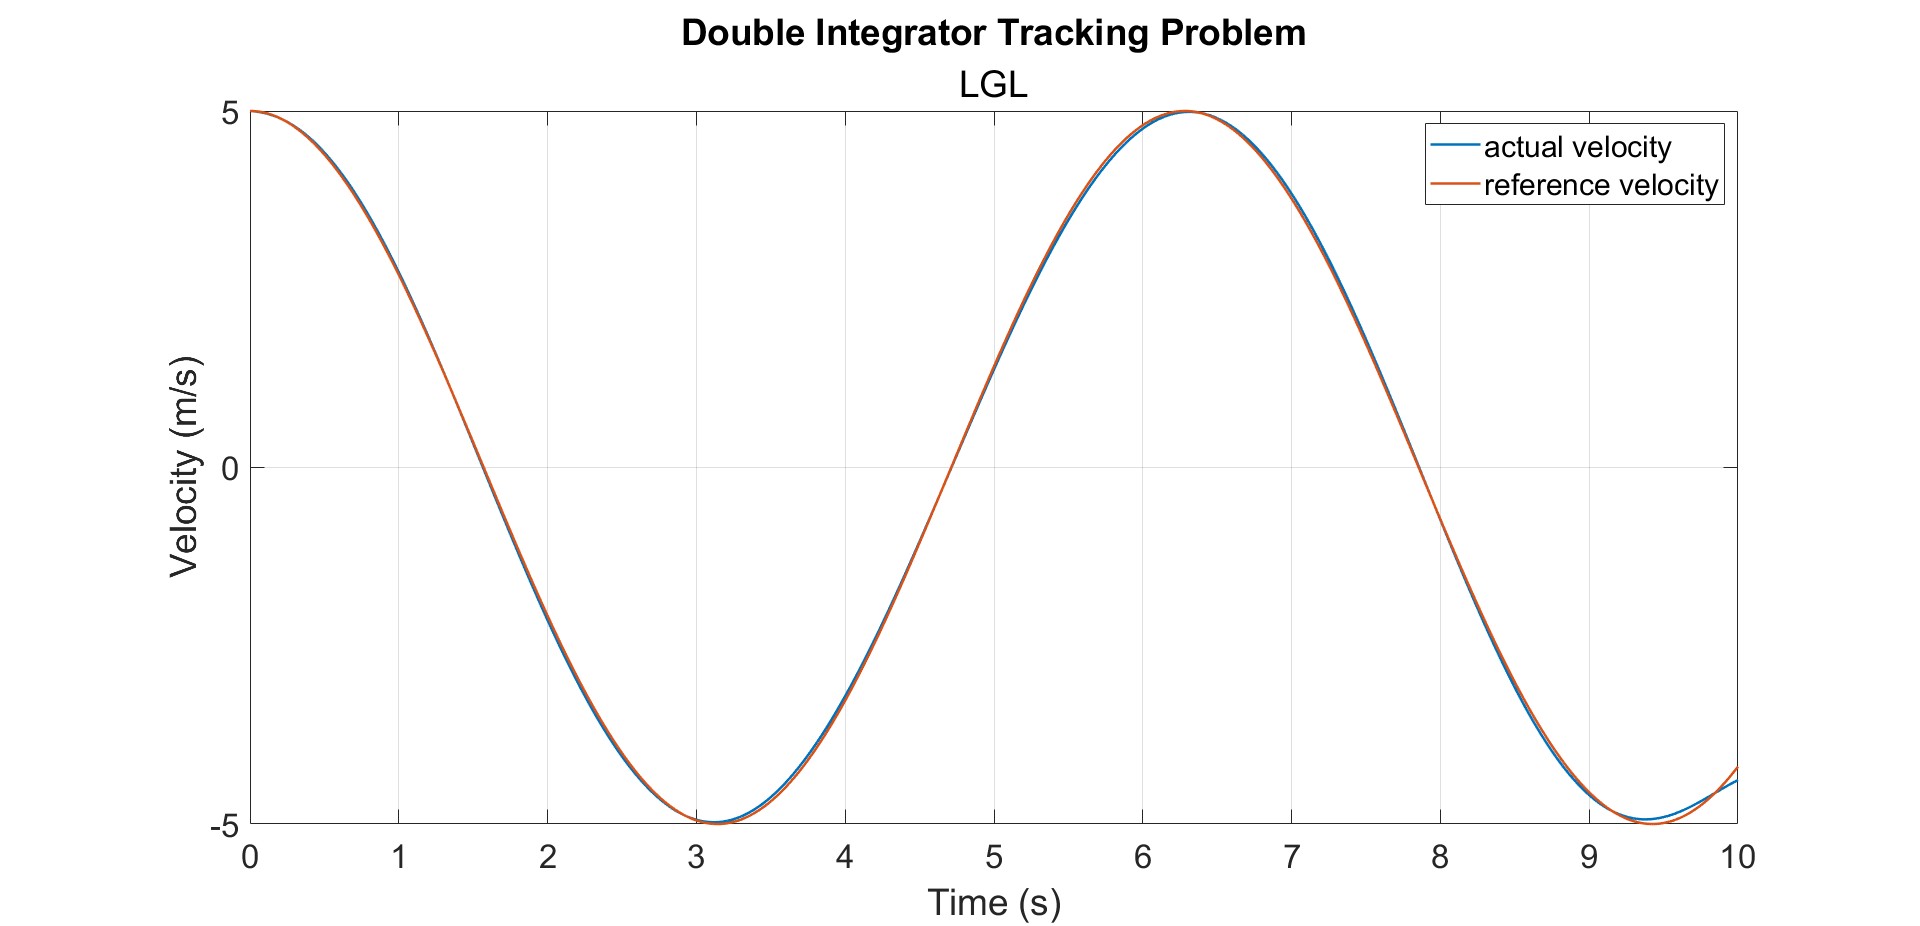 Double Integrator Tracking Problem
LGL
actual velocity
reference velocity
Velocity (m/s)
5
0
-5
0 1 2 3 4 5 6 7 8 9 10
Time (s)